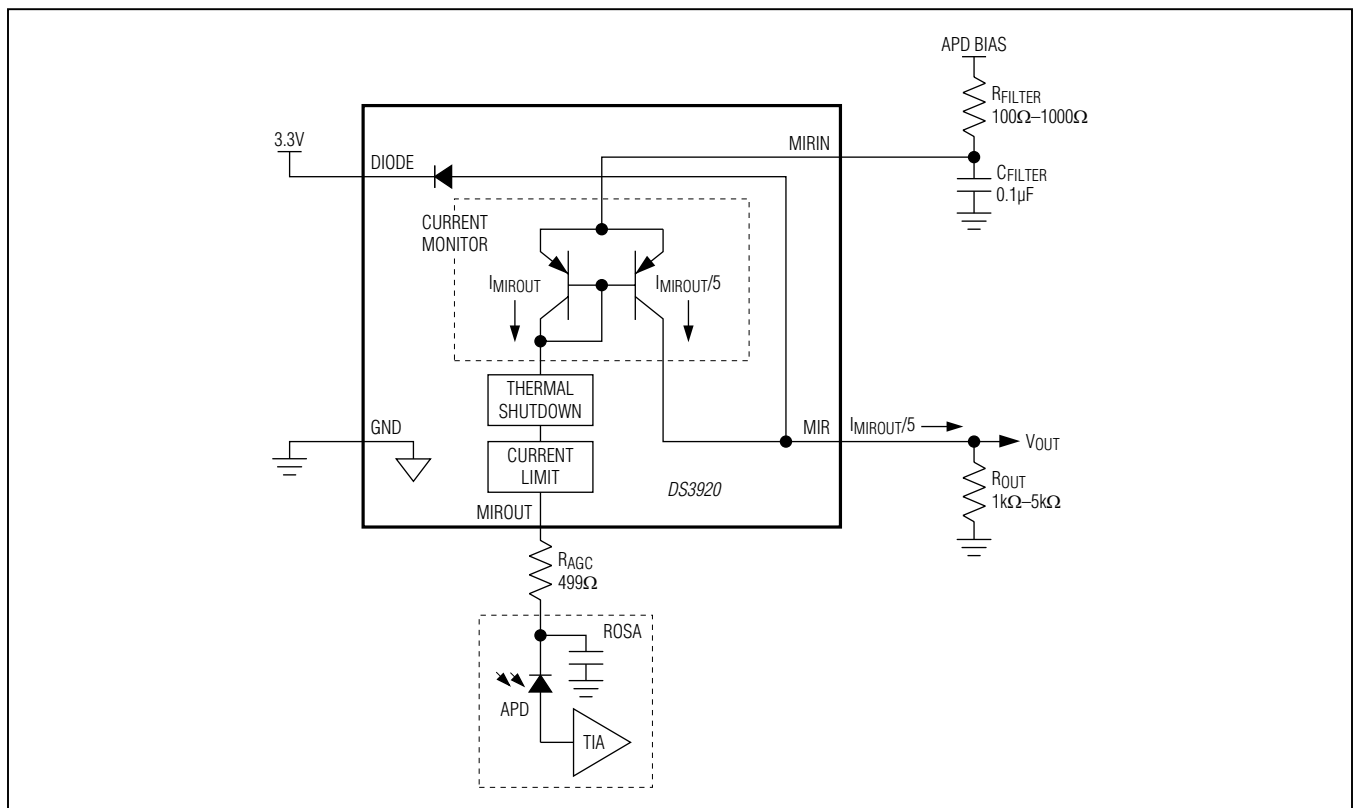 APD BIAS
RFILTER
100Ω–1000Ω
3.3V
DIODE
MIRIN
CFILTER
0.1µF
CURRENT
MONITOR
IMIROUT
IMIROUT/5
THERMAL
SHUTDOWN
GND
MIR
IMIROUT/5
VOUT
CURRENT
LIMIT
DS3920
ROUT
1kΩ–5kΩ
MIROUT
RAGC
499Ω
ROSA
APD
TIA